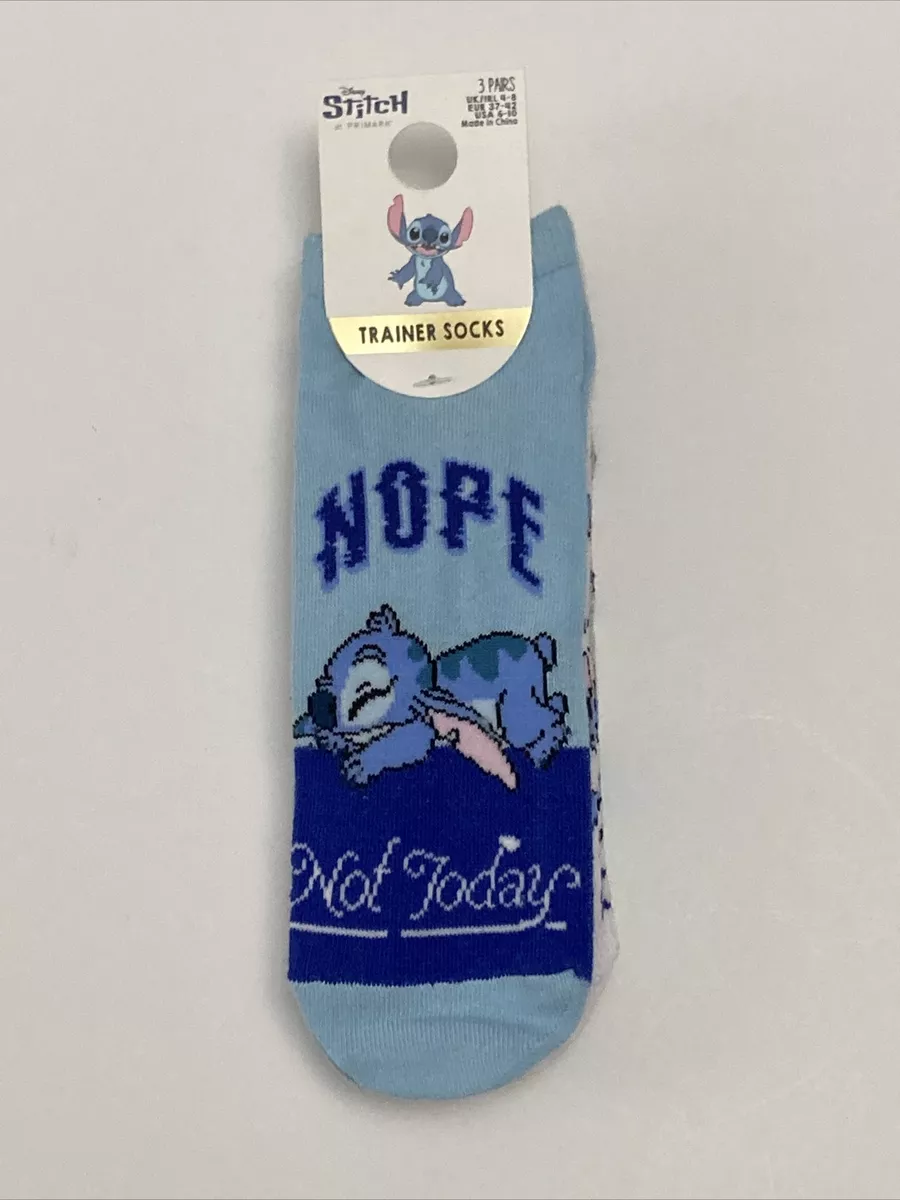 Disney
Stitch
at PRIMARK
3 PAIRS
UK/IRL 4-8
EUR 37-42
USA 6-10
Made in China
TRAINER SOCKS
NOPE
Not Today